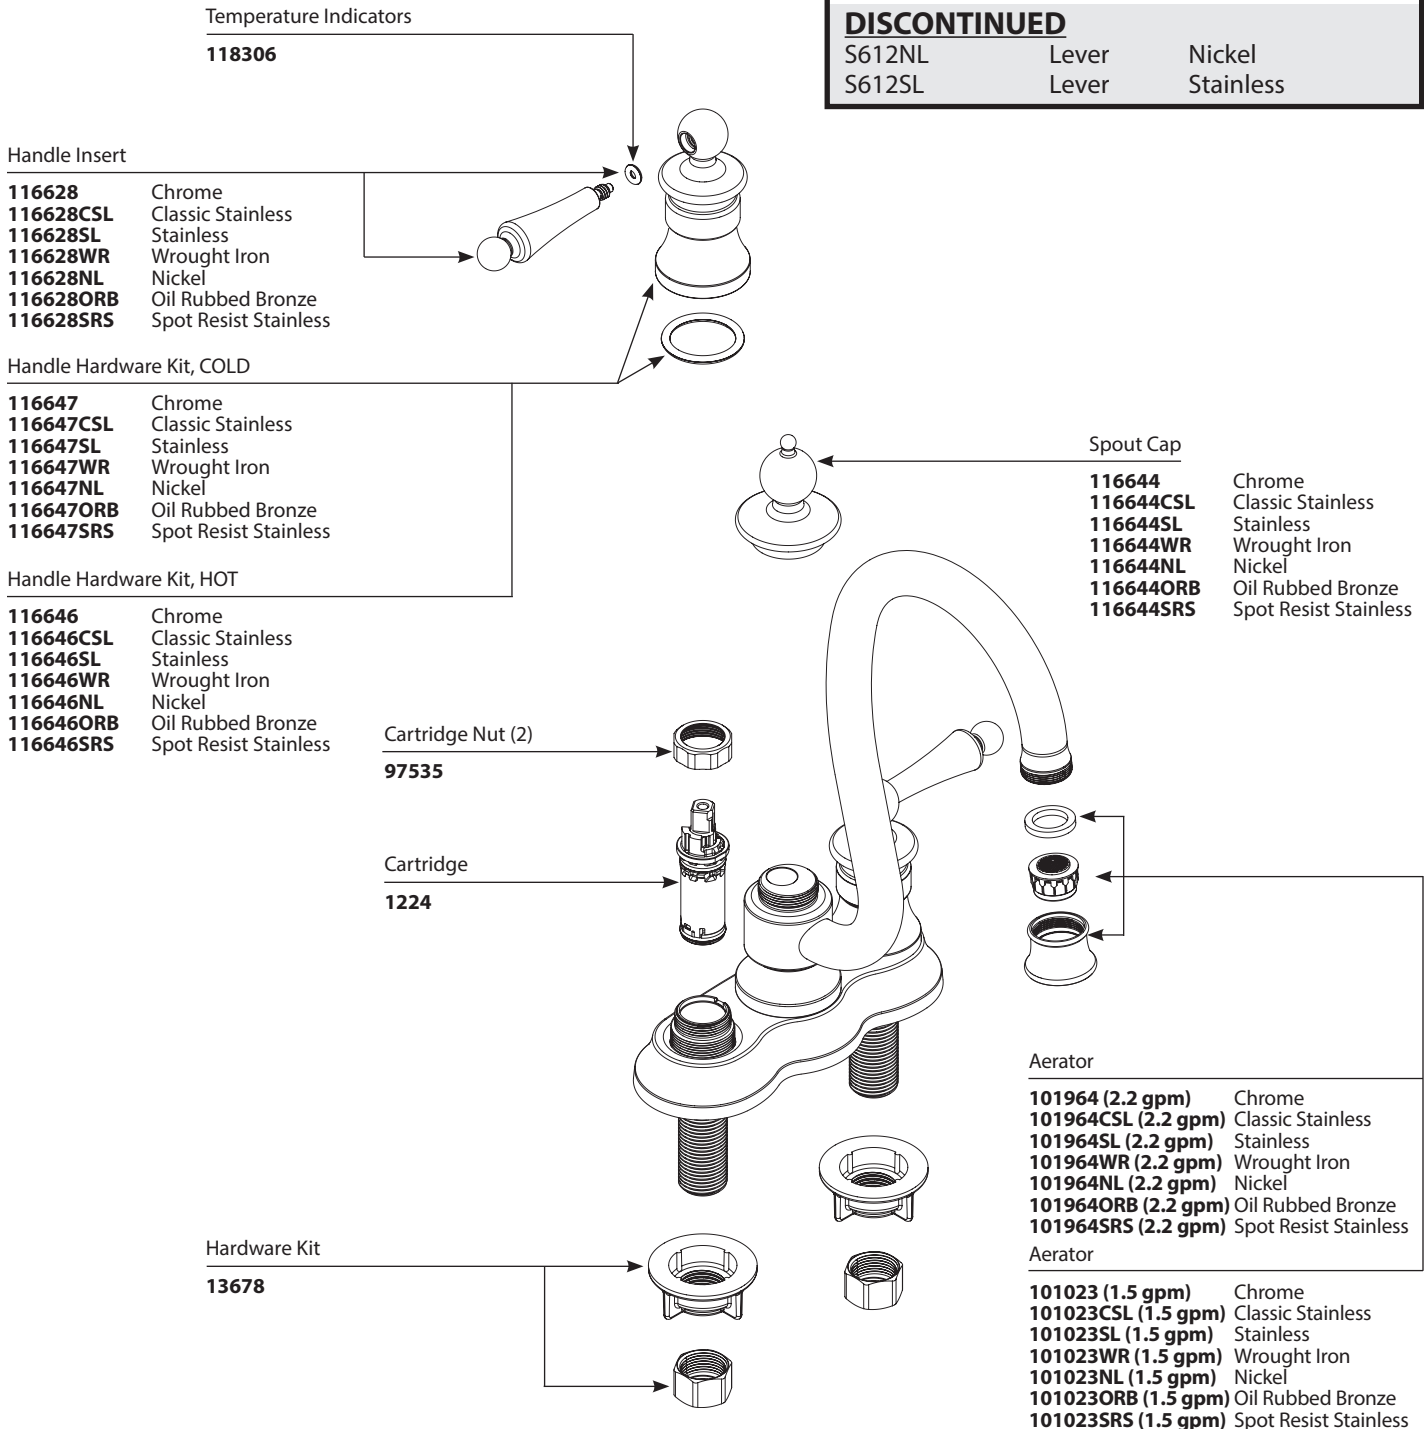 Temperature Indicators
118306
DISCONTINUED
S612NL Lever Nickel
S612SL Lever Stainless
Handle Insert
116628 Chrome
116628CSL Classic Stainless
116628SL Stainless
116628WR Wrought Iron
116628NL Nickel
116628ORB Oil Rubbed Bronze
116628SRS Spot Resist Stainless
Handle Hardware Kit, COLD
116647 Chrome
116647CSL Classic Stainless
116647SL Stainless
116647WR Wrought Iron
116647NL Nickel
116647ORB Oil Rubbed Bronze
116647SRS Spot Resist Stainless
Handle Hardware Kit, HOT
116646 Chrome
116646CSL Classic Stainless
116646SL Stainless
116646WR Wrought Iron
116646NL Nickel
116646ORB Oil Rubbed Bronze
116646SRS Spot Resist Stainless
Spout Cap
116644 Chrome
116644CSL Classic Stainless
116644SL Stainless
116644WR Wrought Iron
116644NL Nickel
116644ORB Oil Rubbed Bronze
116644SRS Spot Resist Stainless
Cartridge Nut (2)
97535
Cartridge
1224
Aerator
101964 (2.2 gpm) Chrome
101964CSL (2.2 gpm) Classic Stainless
101964SL (2.2 gpm) Stainless
101964WR (2.2 gpm) Wrought Iron
101964NL (2.2 gpm) Nickel
101964ORB (2.2 gpm) Oil Rubbed Bronze
101964SRS (2.2 gpm) Spot Resist Stainless
Aerator
101023 (1.5 gpm) Chrome
101023CSL (1.5 gpm) Classic Stainless
101023SL (1.5 gpm) Stainless
101023WR (1.5 gpm) Wrought Iron
101023NL (1.5 gpm) Nickel
101023ORB (1.5 gpm) Oil Rubbed Bronze
101023SRS (1.5 gpm) Spot Resist Stainless
Hardware Kit
13678